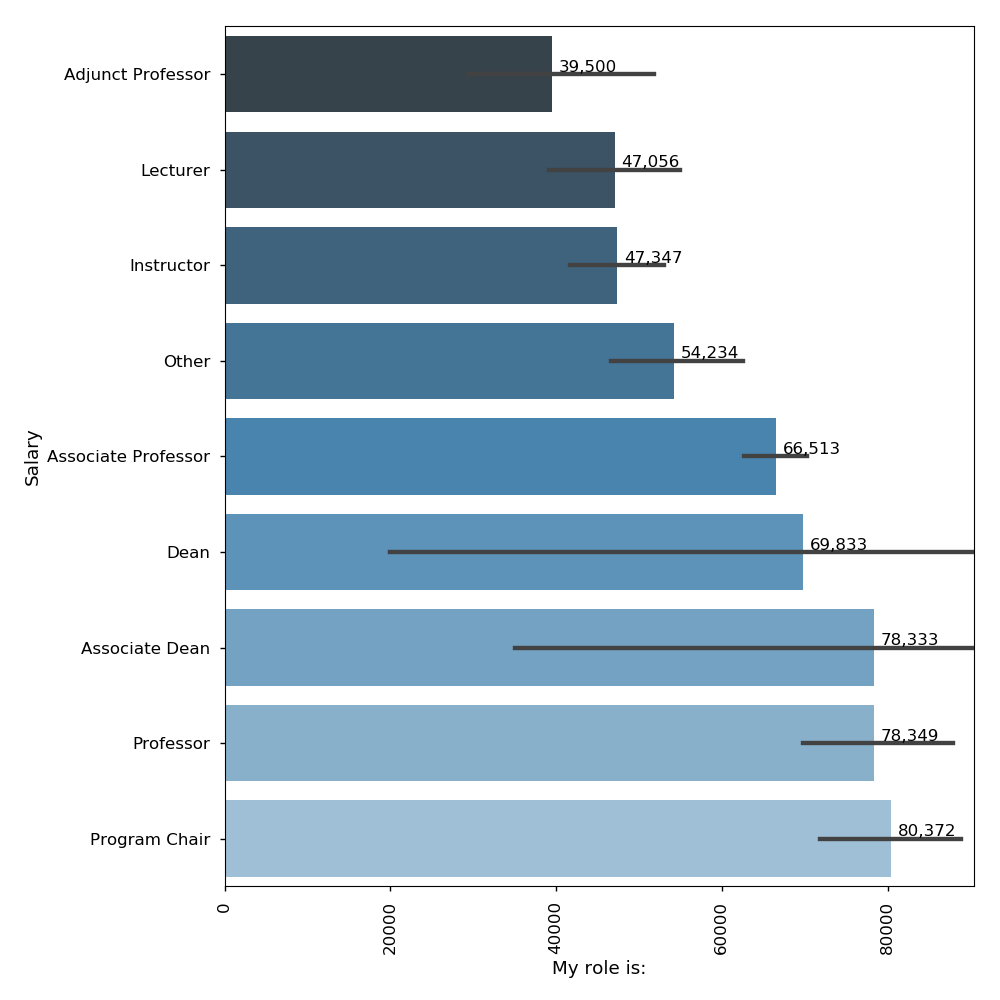 Adjunct Professor 39,500
Lecturer 47,056
Instructor 47,347
Other 54,234
Salary
Associate Professor 66,513
Dean 69,833
Associate Dean 78,333
Professor 78,349
Program Chair 80,372
0 20000 40000 60000 80000
My role is: